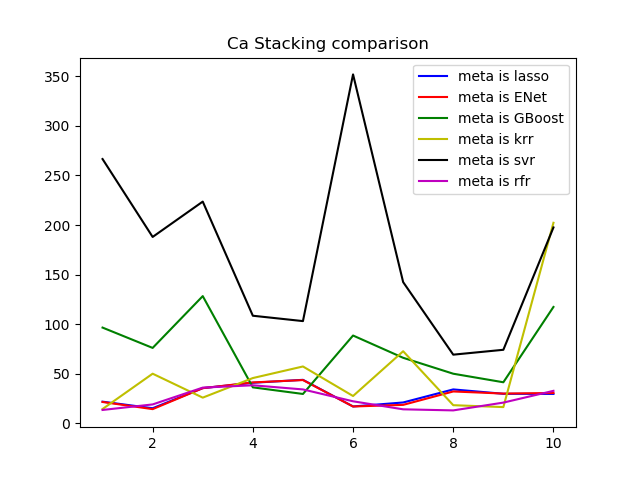 Ca Stacking comparison
meta is lasso
meta is ENet
meta is GBoost
meta is krr
meta is svr
meta is rfr
350
300
250
200
150
100
50
0
2 4 6 8 10